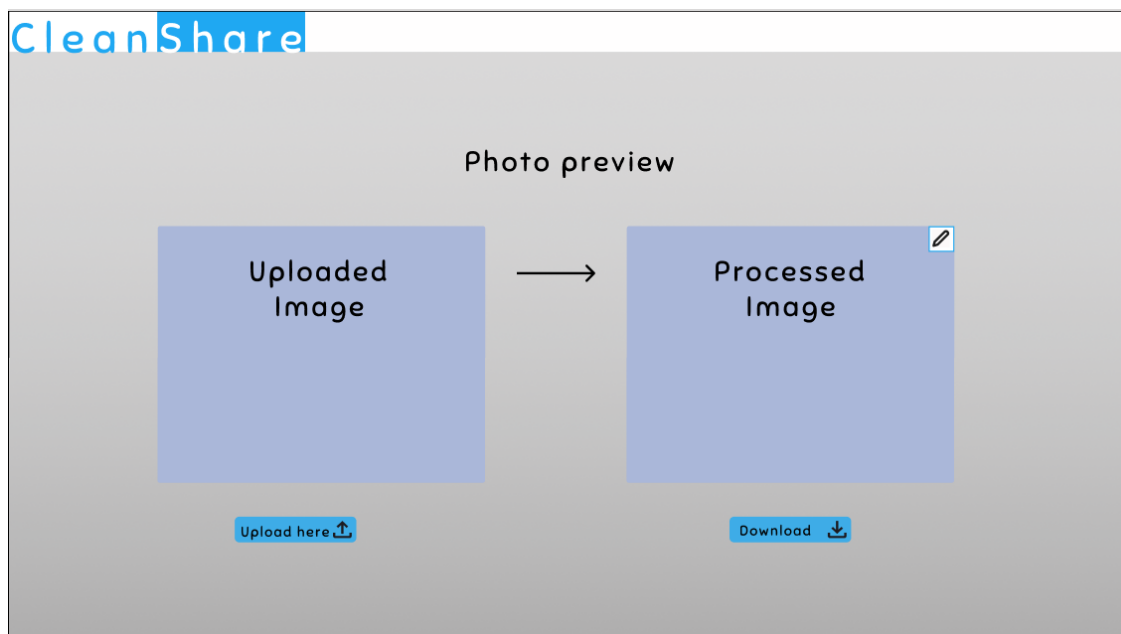 CleanShare
Photo preview
Uploaded
Image
Processed
Image
Upload here
Download